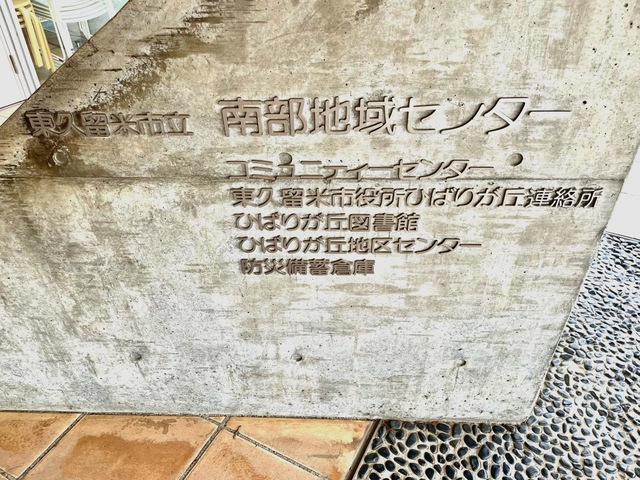 東久留米市立 南部地域センター
コミュニティーセンター
東久留米市役所ひばりが丘連絡所
ひばりが丘図書館
ひばりが丘地区センター
防災備蓄倉庫